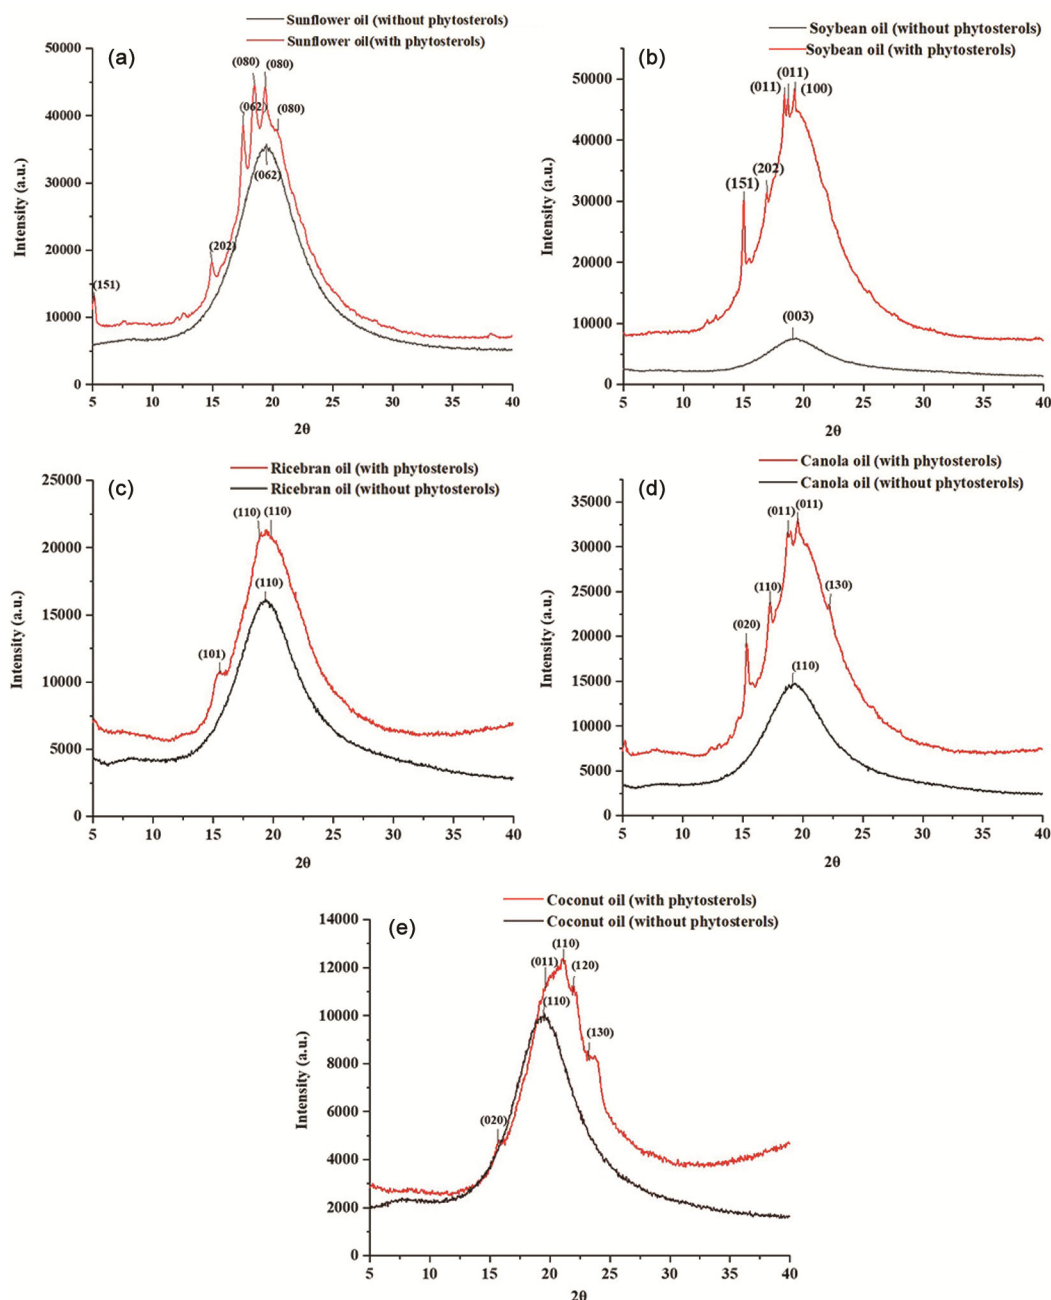 Sunflower oil (without phytosterols)
Sunflower oil(with phytosterols)
(a)
50000
40000
30000
20000
10000
0
Intensity (a.u.)
(080) (080)
(062)
(080)
(062)
(202)
(151)
5 10 15 20 25 30 35 40
2θ
Soybean oil (without phytosterols)
Soybean oil (with phytosterols)
(b)
50000
40000
30000
20000
10000
0
Intensity (a.u.)
(011)
(011) (100)
(202)
(151)
(003)
5 10 15 20 25 30 35 40
2θ
Ricebran oil (with phytosterols)
Ricebran oil (without phytosterols)
(c)
25000
20000
15000
10000
5000
0
Intensity (a.u.)
(110) (110)
(110)
(101)
5 10 15 20 25 30 35 40
2θ
Canola oil (with phytosterols)
Canola oil (without phytosterols)
(d)
35000
30000
25000
20000
15000
10000
5000
0
Intensity (a.u.)
(011) (011)
(110)
(130)
(020)
(110)
5 10 15 20 25 30 35 40
2θ
Coconut oil (with phytosterols)
Coconut oil (without phytosterols)
(e)
14000
12000
10000
8000
6000
4000
2000
0
Intensity (a.u.)
(110)
(011) (120)
(110)
(130)
(020)
5 10 15 20 25 30 35 40
2θ